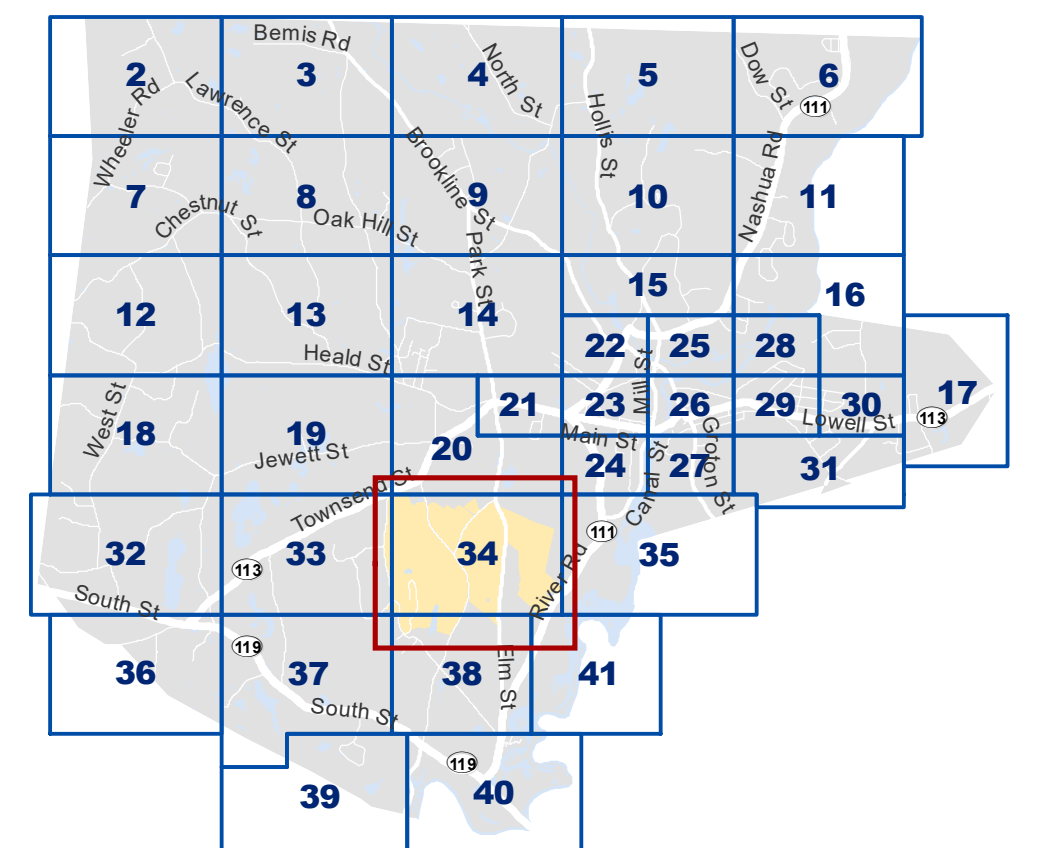 Bemis Rd
2
3
4
5
6
North St
Dow St
111
Wheeler Rd
Lawrence St
Hollis St
Brookline St
Nashua Rd
7
8
9
10
11
Chestnut St
Oak Hill St
Park St
12
13
14
15
16
Heald St
22
25
28
Mill St
17
West St
18
19
20
21
23
26
29
30
Lowell St
113
Jewett St
Main St
24
27
31
Groton St
Canal St
Townsend St
111
32
33
34
35
113
River Rd
South St
119
36
37
38
41
Elm St
South St
119
39
40